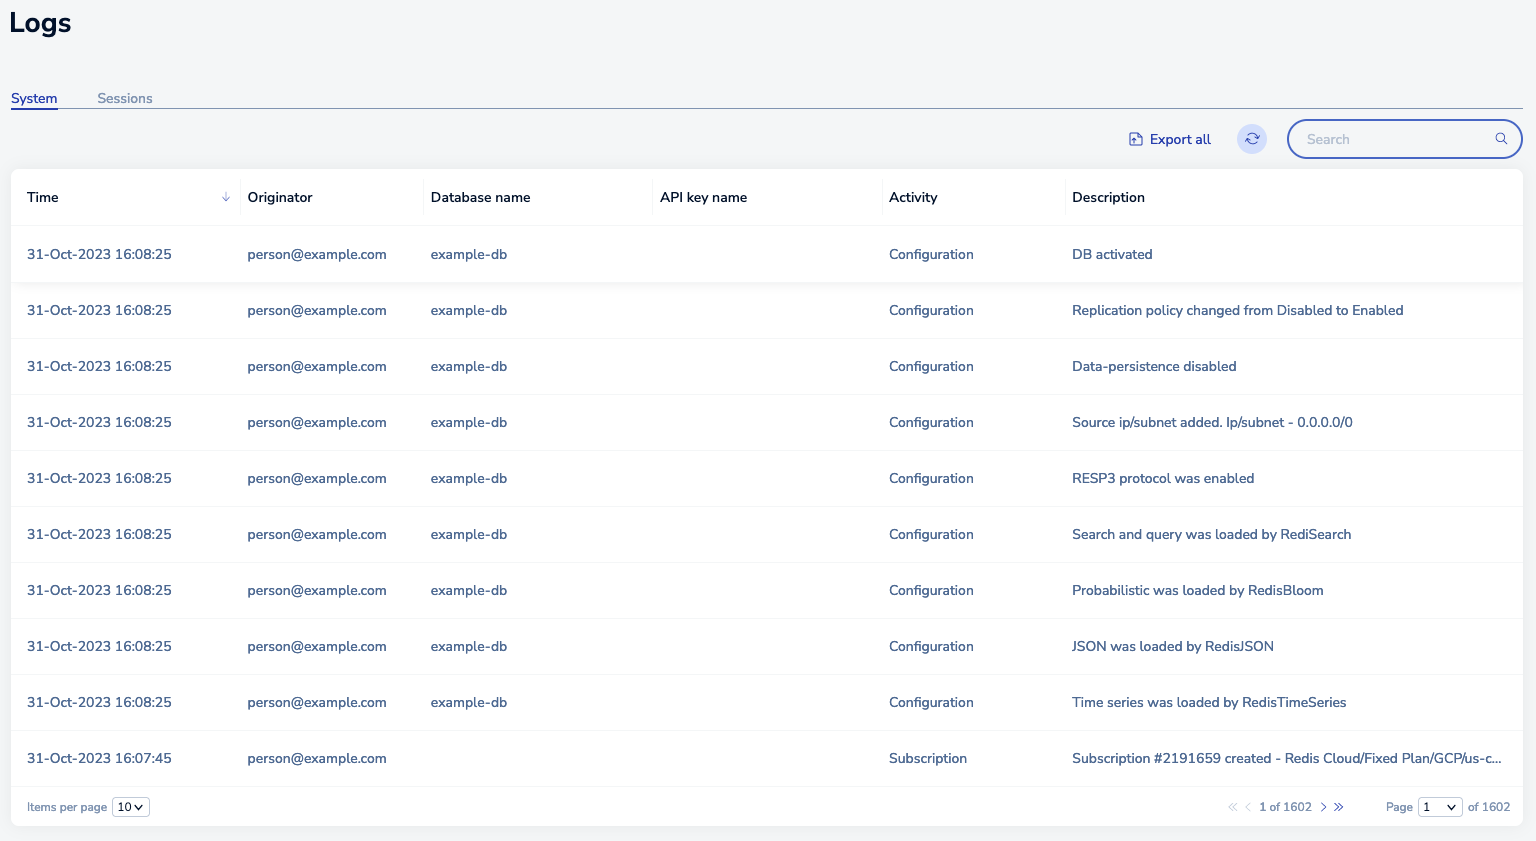 Logs
System Sessions
Export all Search
Time Originator Database name API key name Activity Description
31-Oct-2023 16:08:25 person@example.com example-db Configuration DB activated
31-Oct-2023 16:08:25 person@example.com example-db Configuration Replication policy changed from Disabled to Enabled
31-Oct-2023 16:08:25 person@example.com example-db Configuration Data-persistence disabled
31-Oct-2023 16:08:25 person@example.com example-db Configuration Source ip/subnet added. Ip/subnet - 0.0.0.0/0
31-Oct-2023 16:08:25 person@example.com example-db Configuration RESP3 protocol was enabled
31-Oct-2023 16:08:25 person@example.com example-db Configuration Search and query was loaded by RediSearch
31-Oct-2023 16:08:25 person@example.com example-db Configuration Probabilistic was loaded by RedisBloom
31-Oct-2023 16:08:25 person@example.com example-db Configuration JSON was loaded by RedisJSON
31-Oct-2023 16:08:25 person@example.com example-db Configuration Time series was loaded by RedisTimeSeries
31-Oct-2023 16:07:45 person@example.com Subscription Subscription #2191659 created - Redis Cloud/Fixed Plan/GCP/us-c...
Items per page 10 1 of 1602 Page 1 of 1602